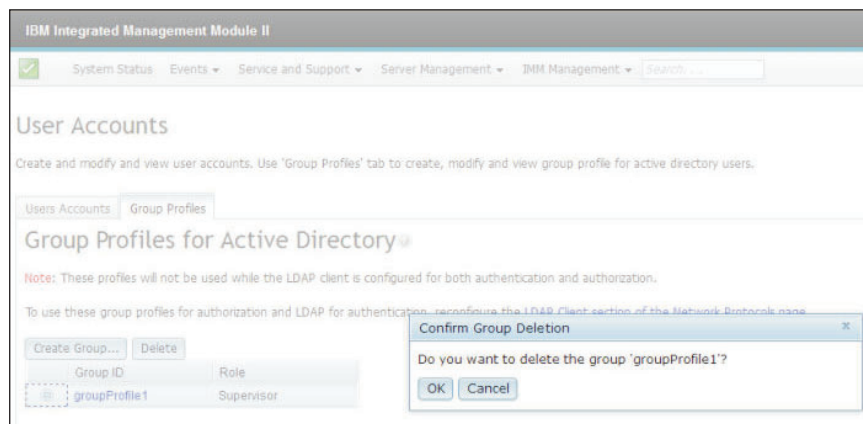 IBM Integrated Management Module II
System Status Events Service and Support Server Management IMM Management Search...
User Accounts
Create and modify and view user accounts. Use 'Group Profiles' tab to create, modify and view group profile for active directory users.
Users Accounts Group Profiles
Group Profiles for Active Directory
Note: These profiles will not be used while the LDAP client is configured for both authentication and authorization.
To use these group profiles for authorization and LDAP for authentication, reconfigure the LDAP Client section of the Network Protocols page
Confirm Group Deletion x
Do you want to delete the group 'groupProfile1'?
OK Cancel
Create Group... Delete
Group ID Role
groupProfile1 Supervisor